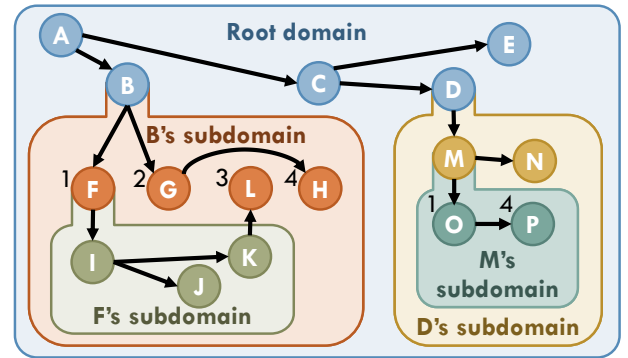 A
Root domain
E
C
B
D
B's subdomain
1
F
2
G
3
L
4
H
M
N
1
O
4
P
I
K
J
F's subdomain
M's
subdomain
D's subdomain